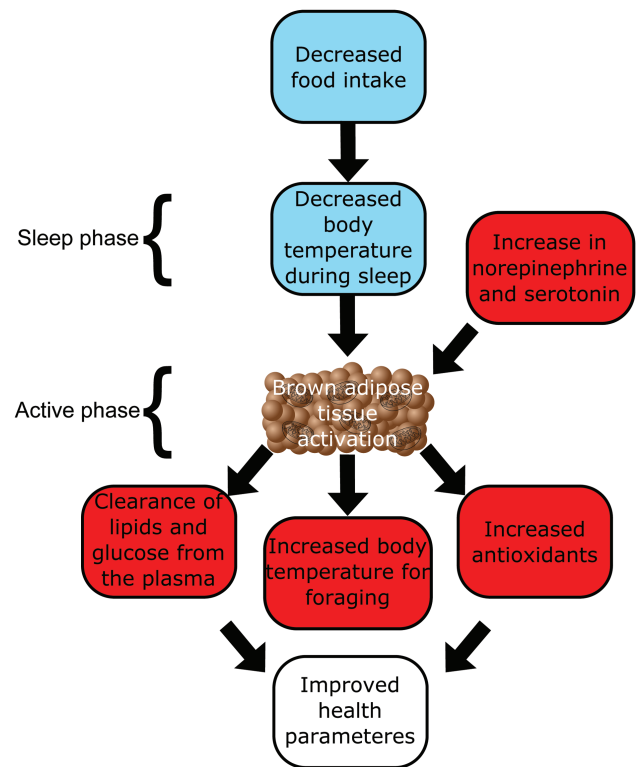 Decreased
food intake
Sleep phase
Decreased
body
temperature
during sleep
Increase in
norepinephrine
and serotonin
Active phase
Brown adipose
tissue
activation
Clearance of
lipids and
glucose from
the plasma
Increased body
temperature for
foraging
Increased
antioxidants
Improved
health
parameteres